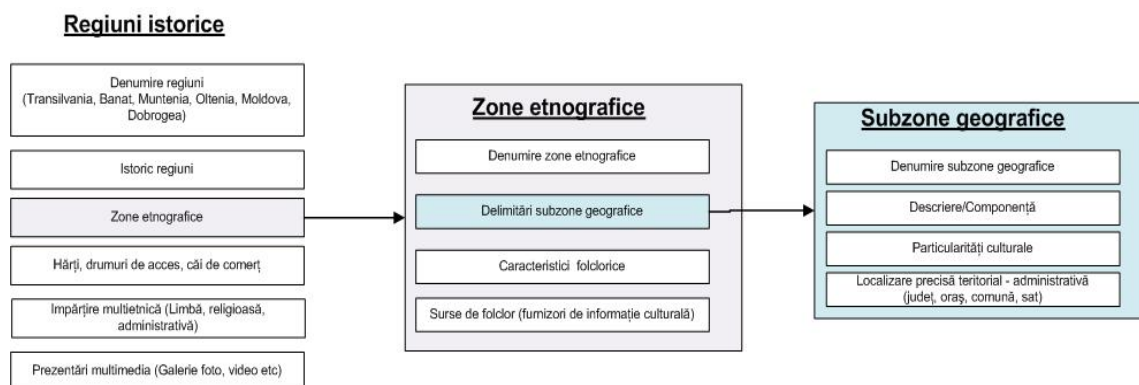 Regiuni istorice
Denumire regiuni
(Transilvania, Banat, Muntenia, Oltenia, Moldova,
Dobrogea)
Istoric regiuni
Zone etnografice
Hărți, drumuri de acces, căi de comerț
Impărțire multietnică (Limbă, religioasă,
administrativă)
Prezentări multimedia (Galerie foto, video etc)
Zone etnografice
Denumire zone etnografice
Delimitări subzone geografice
Caracteristici folclorice
Surse de folclor (furnizori de informație culturală)
Subzone geografice
Denumire subzone geografice
Descriere/Componență
Particularități culturale
Localizare precisă teritorial - administrativă
(județ, oraș, comună, sat)